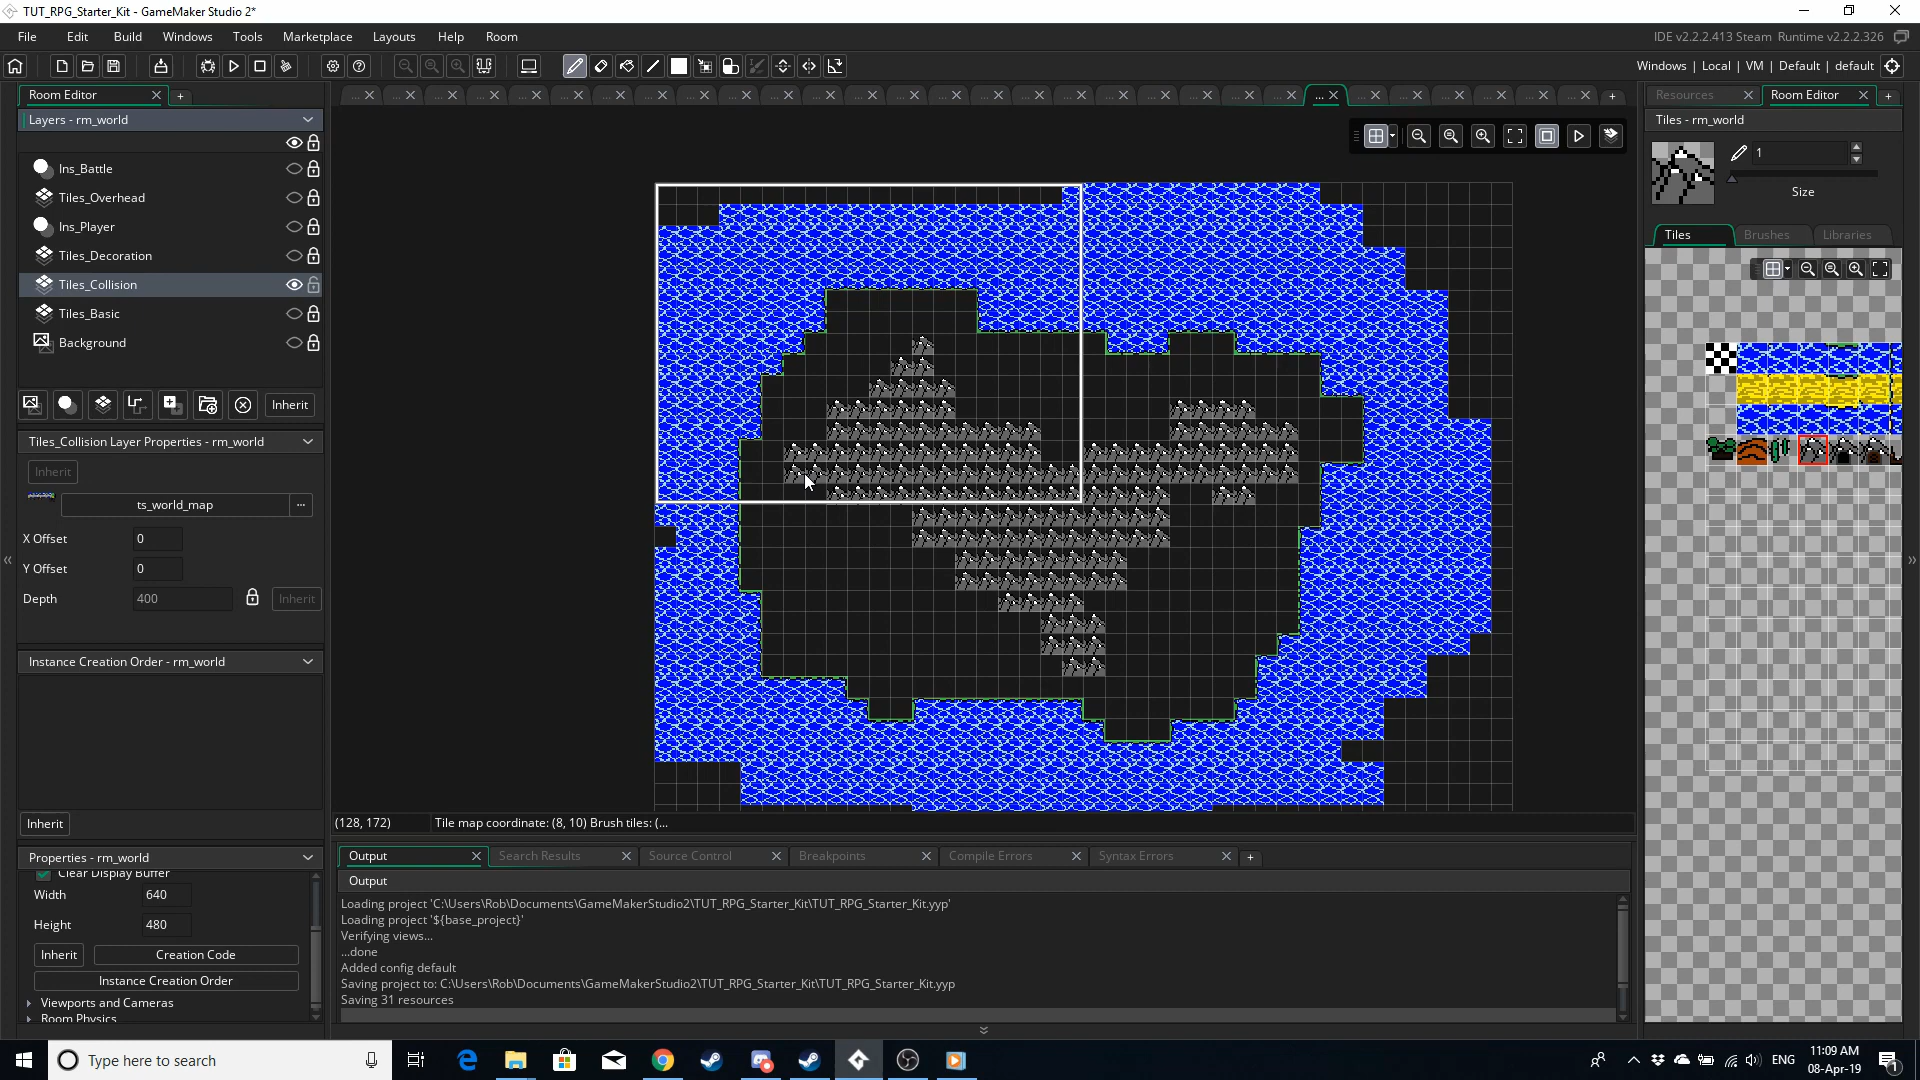 TUT_RPG_Starter_Kit - GameMaker Studio 2*
File Edit Build Windows Tools Marketplace Layouts Help Room
IDE v2.2.2.413 Steam Runtime v2.2.2.326
Windows | Local | VM | Default | default
Room Editor
Layers - rm_world
Ins_Battle
Tiles_Overhead
Ins_Player
Tiles_Decoration
Tiles_Collision
Tiles_Basic
Background
Inherit
Tiles_Collision Layer Properties - rm_world
Inherit
ts_world_map ...
X Offset 0
Y Offset 0
Depth 400 Inherit
Instance Creation Order - rm_world
Inherit
Properties - rm_world
Clear Display Buffer
Width 640
Height 480
Inherit Creation Code
Instance Creation Order
Viewports and Cameras
Room Physics
(128, 172) Tile map coordinate: (8, 10) Brush tiles: (...
Output Search Results Source Control Breakpoints Compile Errors Syntax Errors
Output
Loading project 'C:\Users\Rob\Documents\GameMakerStudio2\TUT_RPG_Starter_Kit\TUT_RPG_Starter_Kit.yyp'
Loading project '${base_project}'
Verifying views...
...done
Added config default
Saving project to: C:\Users\Rob\Documents\GameMakerStudio2\TUT_RPG_Starter_Kit\TUT_RPG_Starter_Kit.yyp
Saving 31 resources
Resources Room Editor
Tiles - rm_world
1
Size
Tiles Brushes Libraries
Type here to search
ENG
11:09 AM
08-Apr-19
1